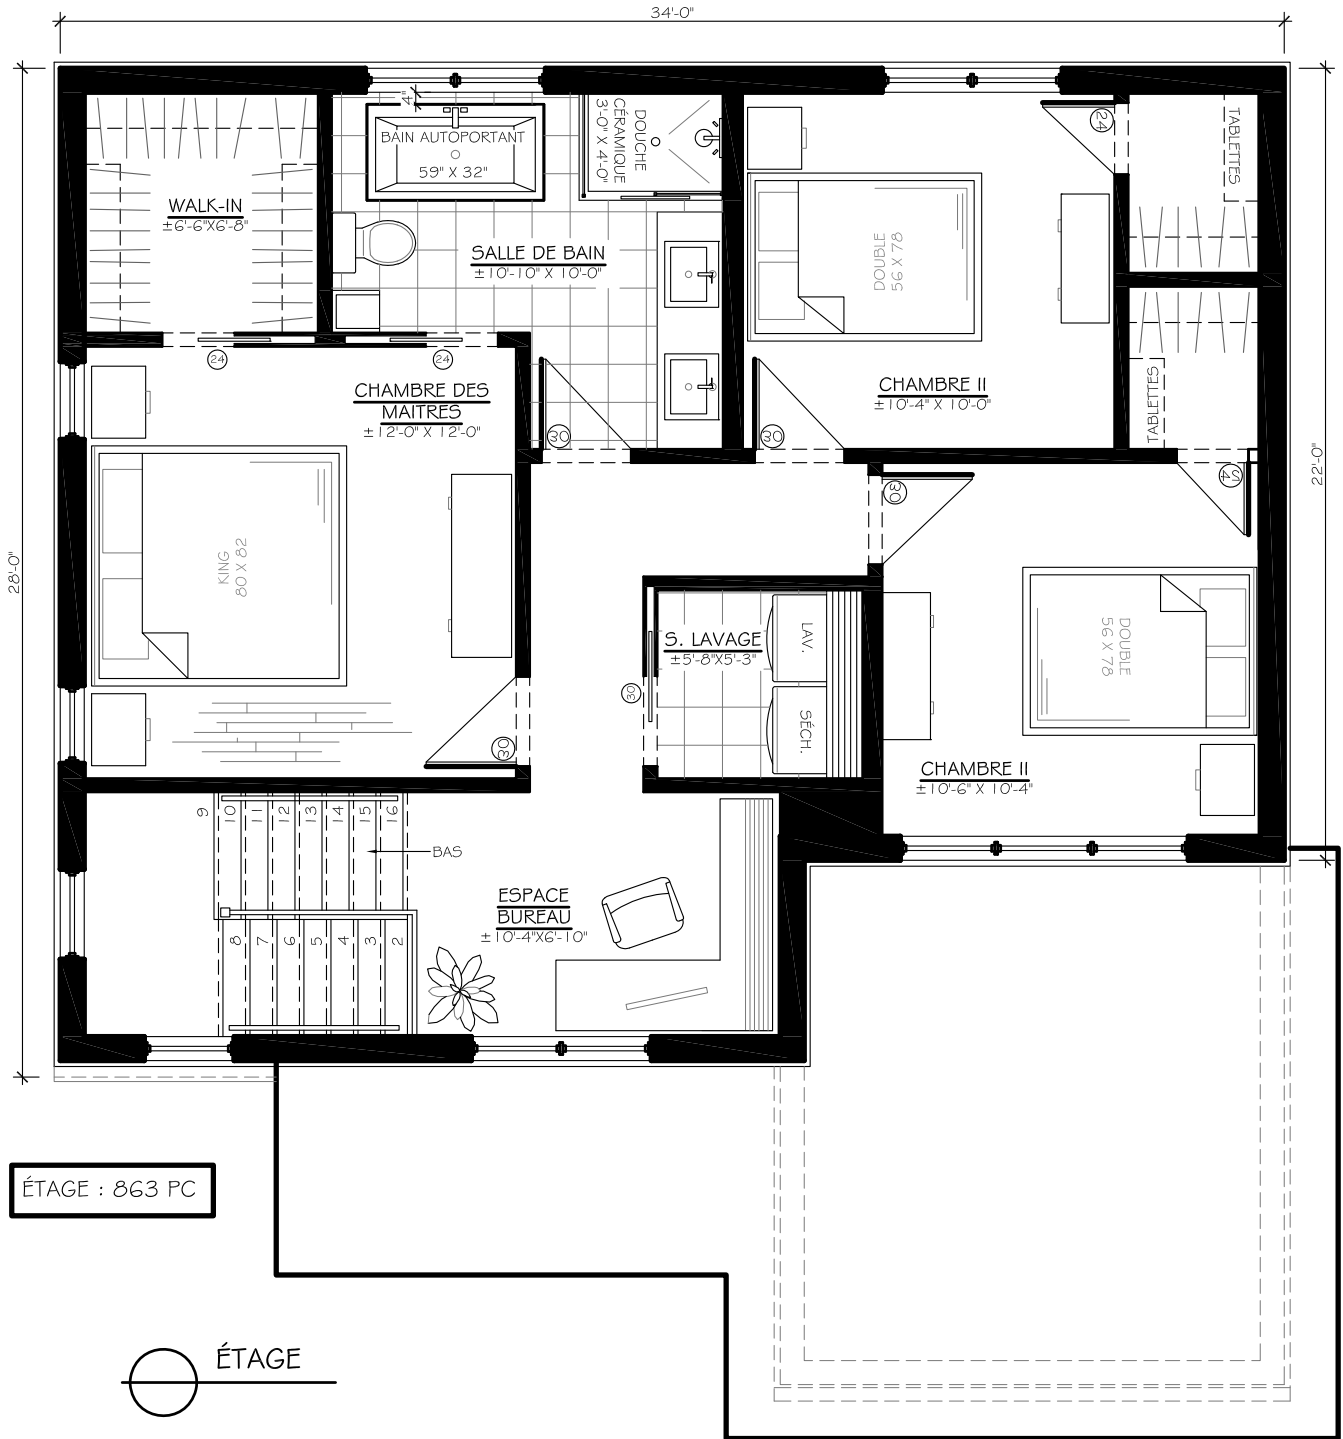 34'-0"
28'-0"
22'-0"
4"
BAIN AUTOPORTANT
59" X 32"
DOUCHE
CÉRAMIQUE
3'-0" X 4'-0"
24
TABLETTES
WALK-IN
±6'-6"X6'-8"
SALLE DE BAIN
±10'-10" X 10'-0"
DOUBLE
56 X 78
24
24
CHAMBRE DES
MAITRES
±12'-0" X 12'-0"
CHAMBRE II
±10'-4" X 10'-0"
TABLETTES
30
30
24
30
KING
80 X 82
S. LAVAGE
±5'-8"X5'-3"
LAV.
SÉCH.
30
DOUBLE
56 X 78
30
CHAMBRE II
±10'-6" X 10'-4"
9
10
11
12
13
14
15
16
BAS
ESPACE
BUREAU
±10'-4"X6'-10"
8
7
6
5
4
3
2
ÉTAGE : 863 PC
ÉTAGE